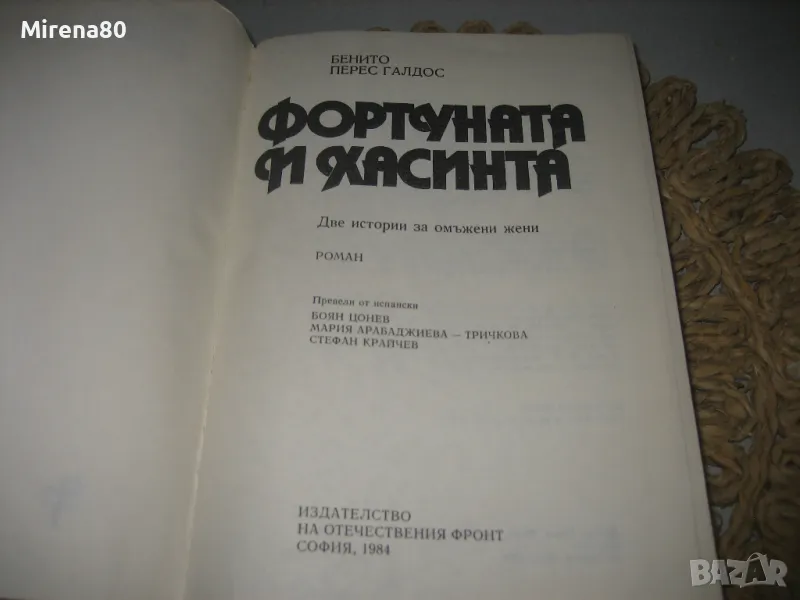 Mirena80
БЕНИТО
ПЕРЕС ГАЛДОС
ФОРТУНАТА
И ХАСИНТА
Две истории за омъжени жени
РОМАН
Превели от испански
БОЯН ЦОНЕВ
МАРИЯ АРАБАДЖИЕВА – ТРИЧКОВА
СТЕФАН КРАЙЧЕВ
ИЗДАТЕЛСТВО
НА ОТЕЧЕСТВЕНИЯ ФРОНТ
СОФИЯ, 1984
BAZAR